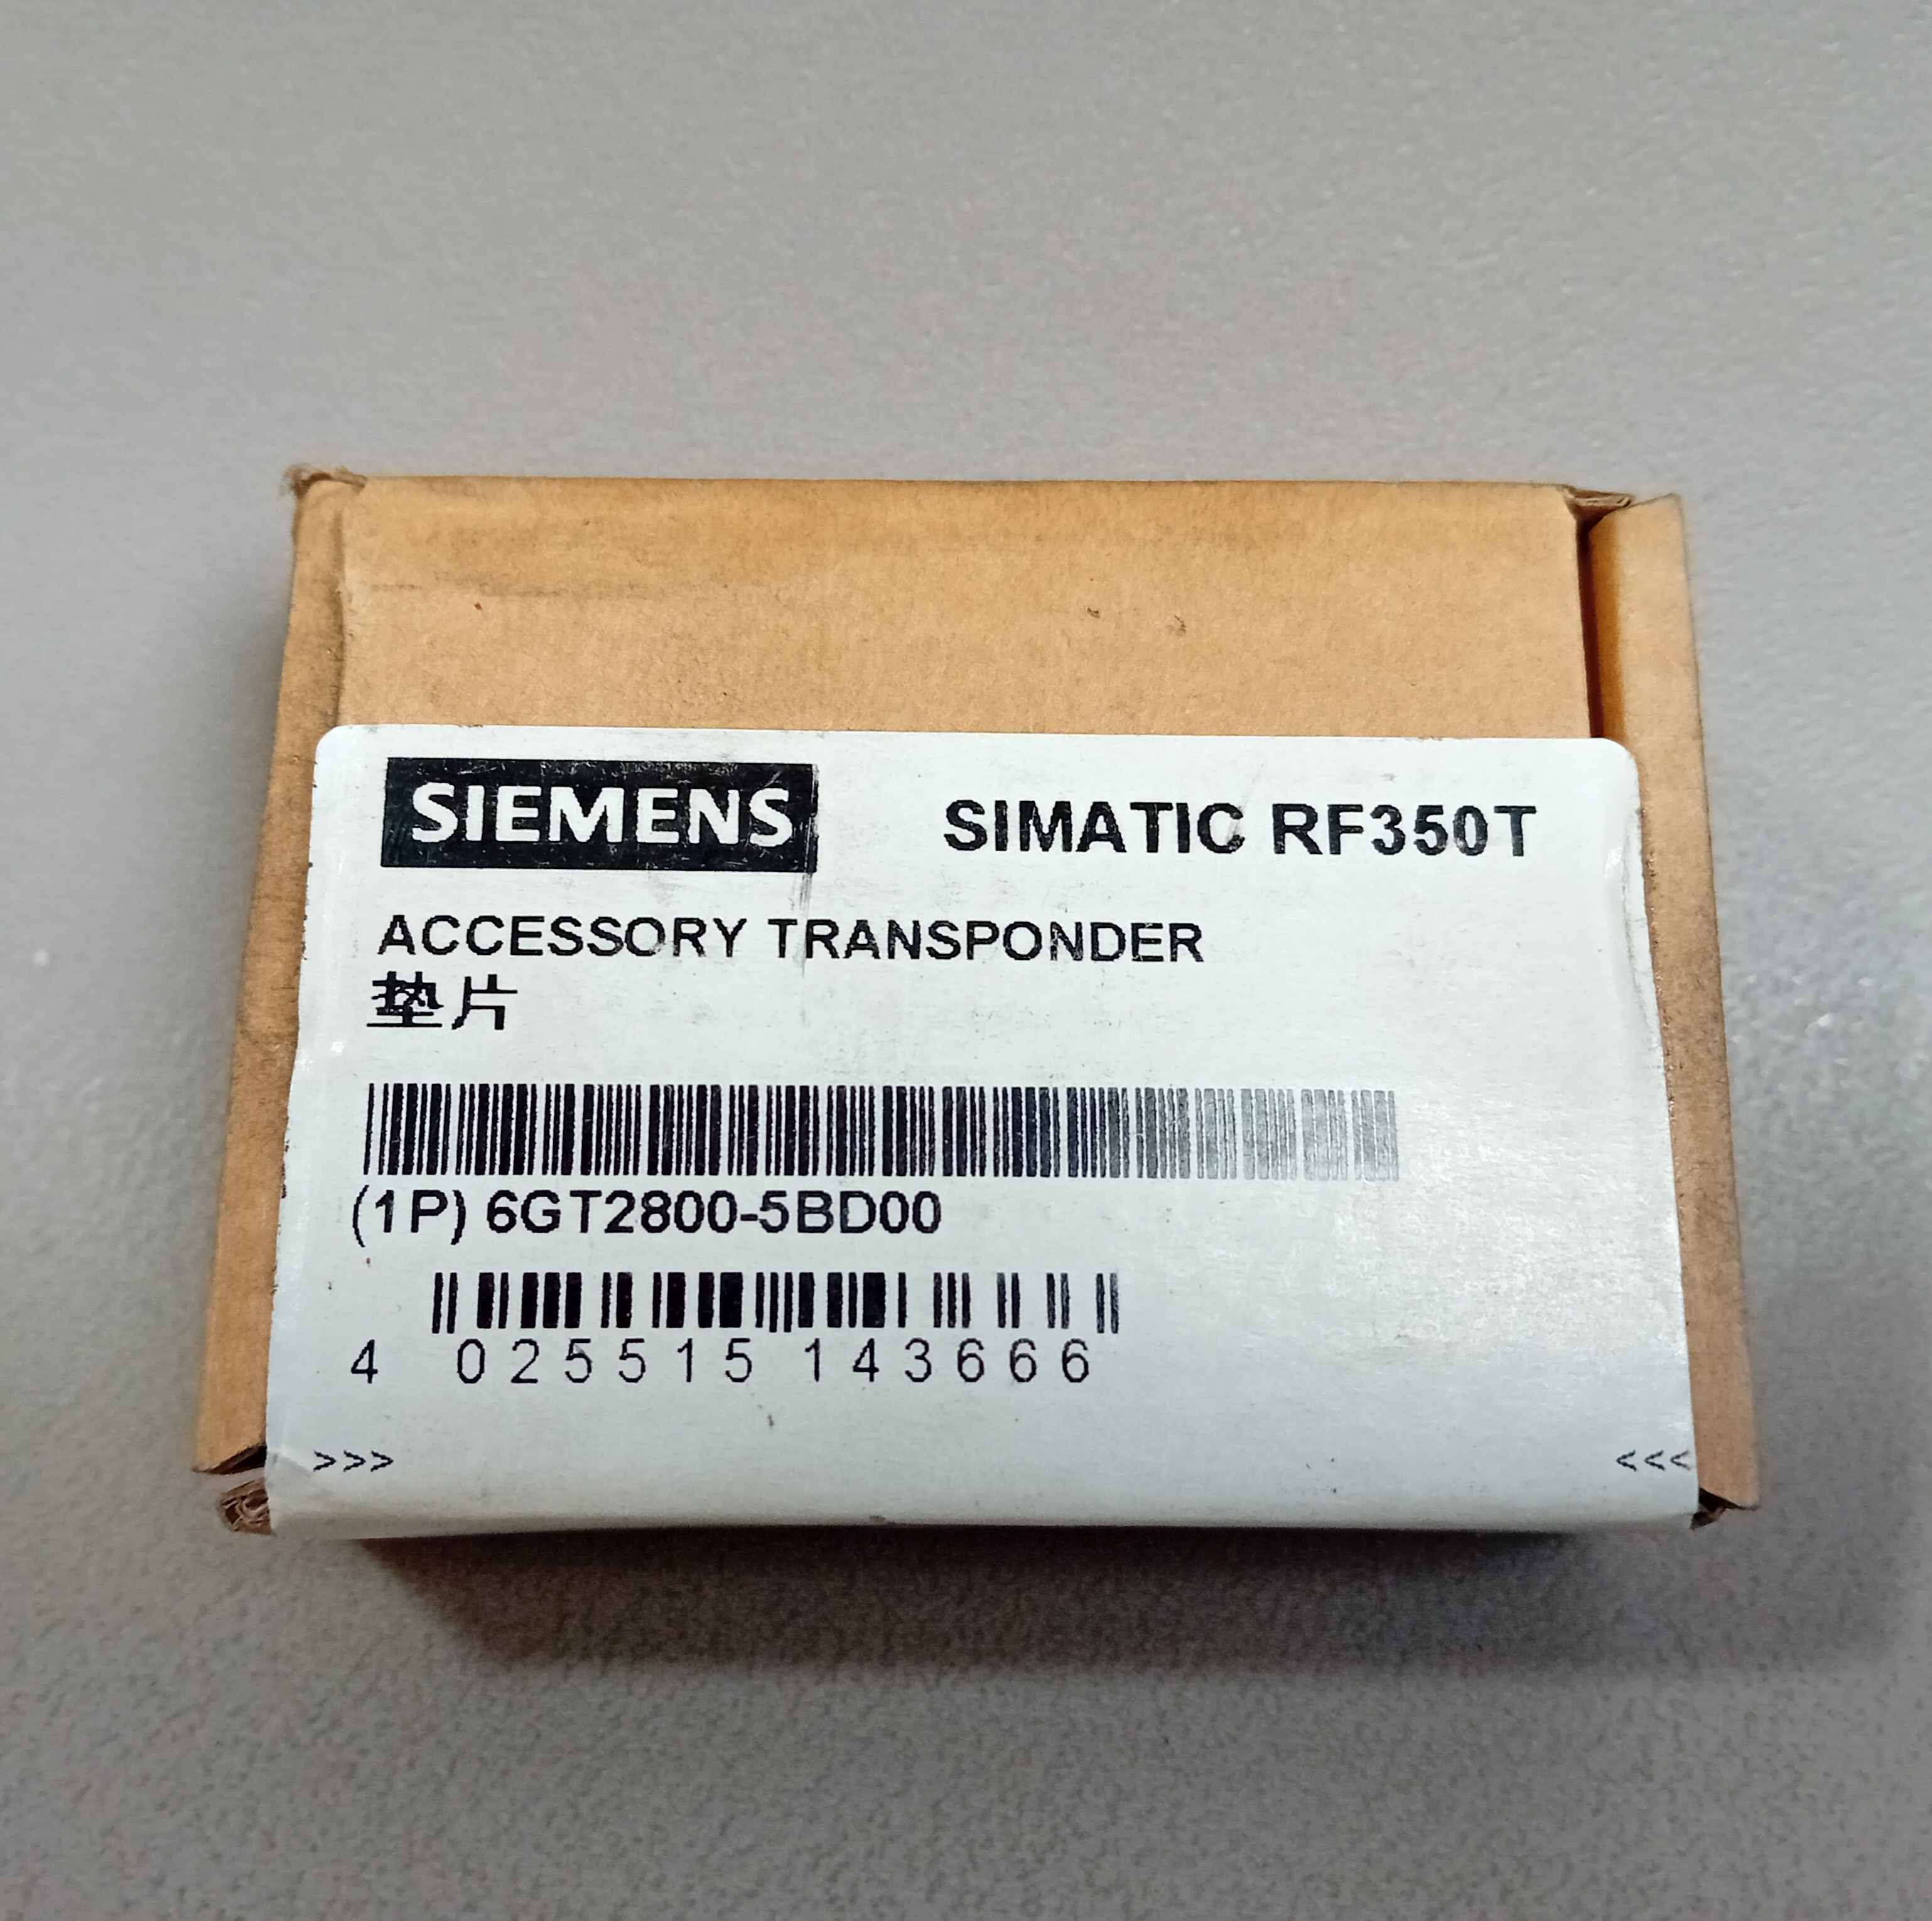 SIEMENS
SIMATIC RF350T
ACCESSORY TRANSPONDER
垫片
(1P) 6GT2800-5BD00
4 025515 143666
>>>
<<<